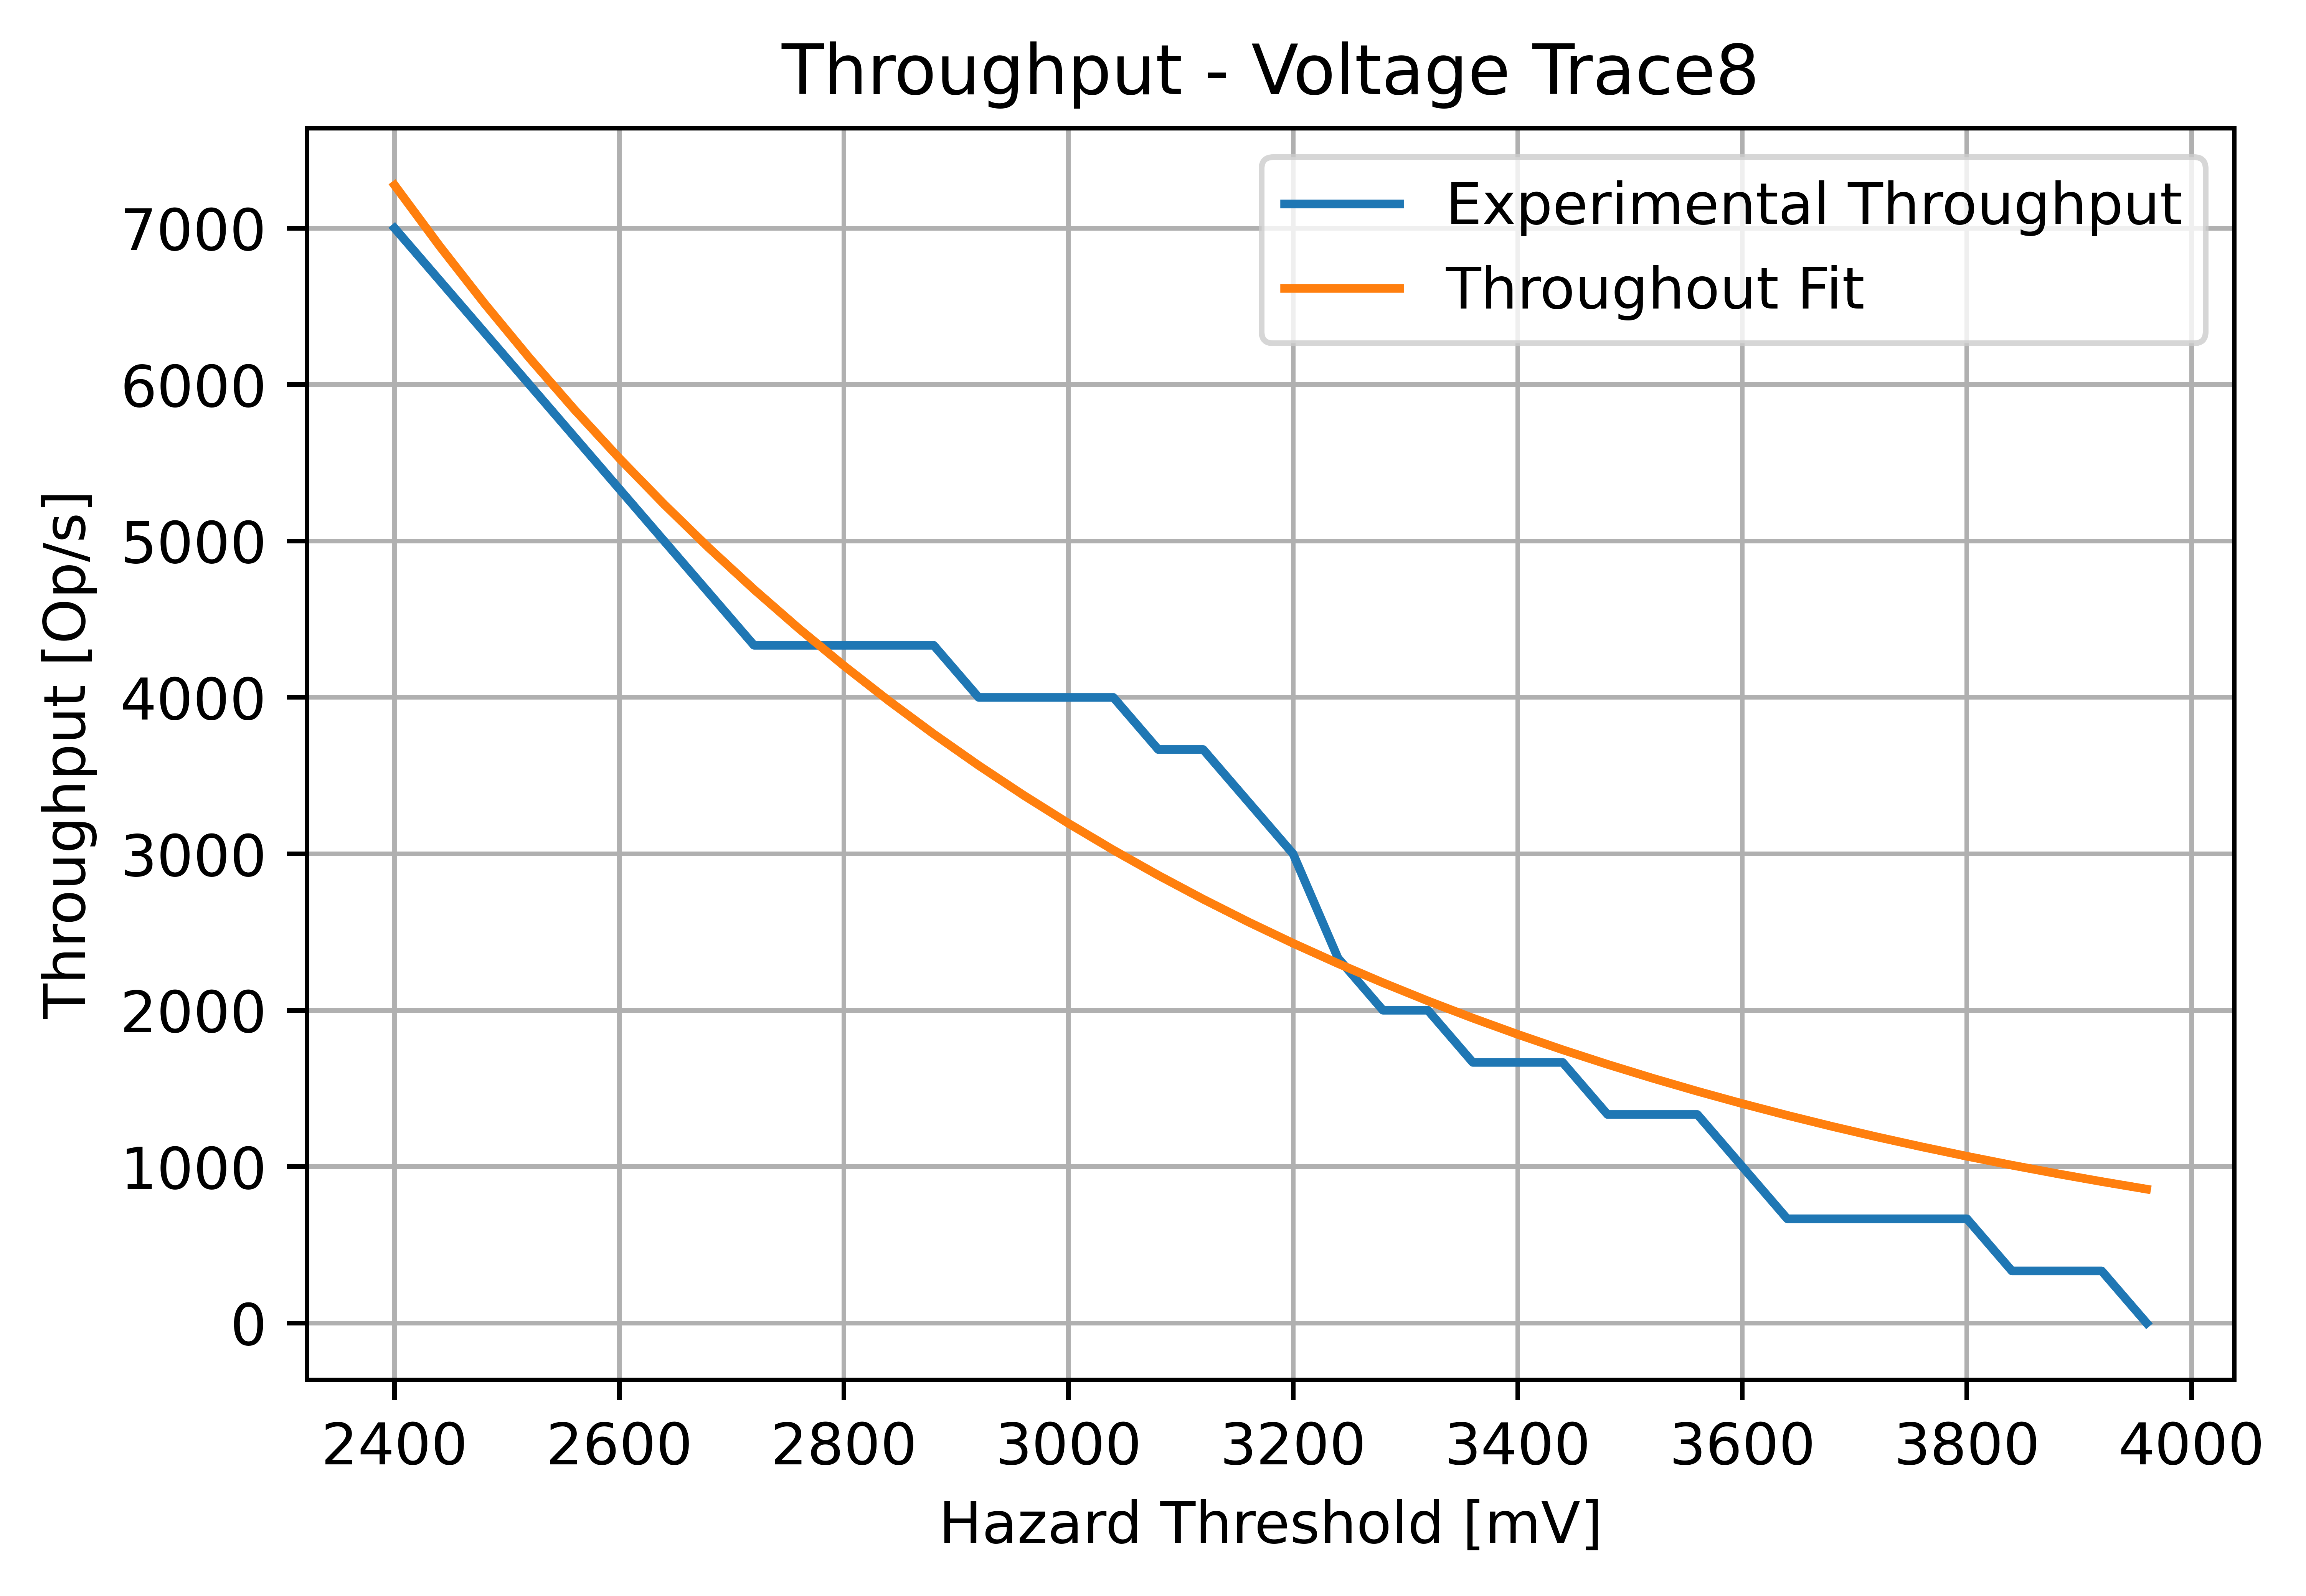 Throughput - Voltage Trace8
Experimental Throughput
Throughout Fit
Throughput [Op/s]
7000
6000
5000
4000
3000
2000
1000
0
2400 2600 2800 3000 3200 3400 3600 3800 4000
Hazard Threshold [mV]